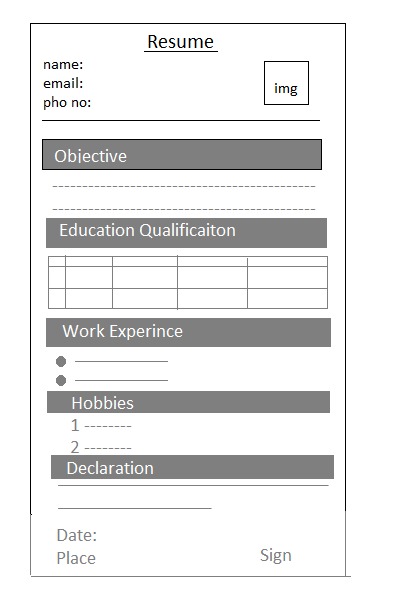 Resume
name:
email:
img
pho no:
Objective
Education Qualificaiton
Work Experince
Hobbies
1 --------
2 --------
Declaration
Date:
Place
Sign